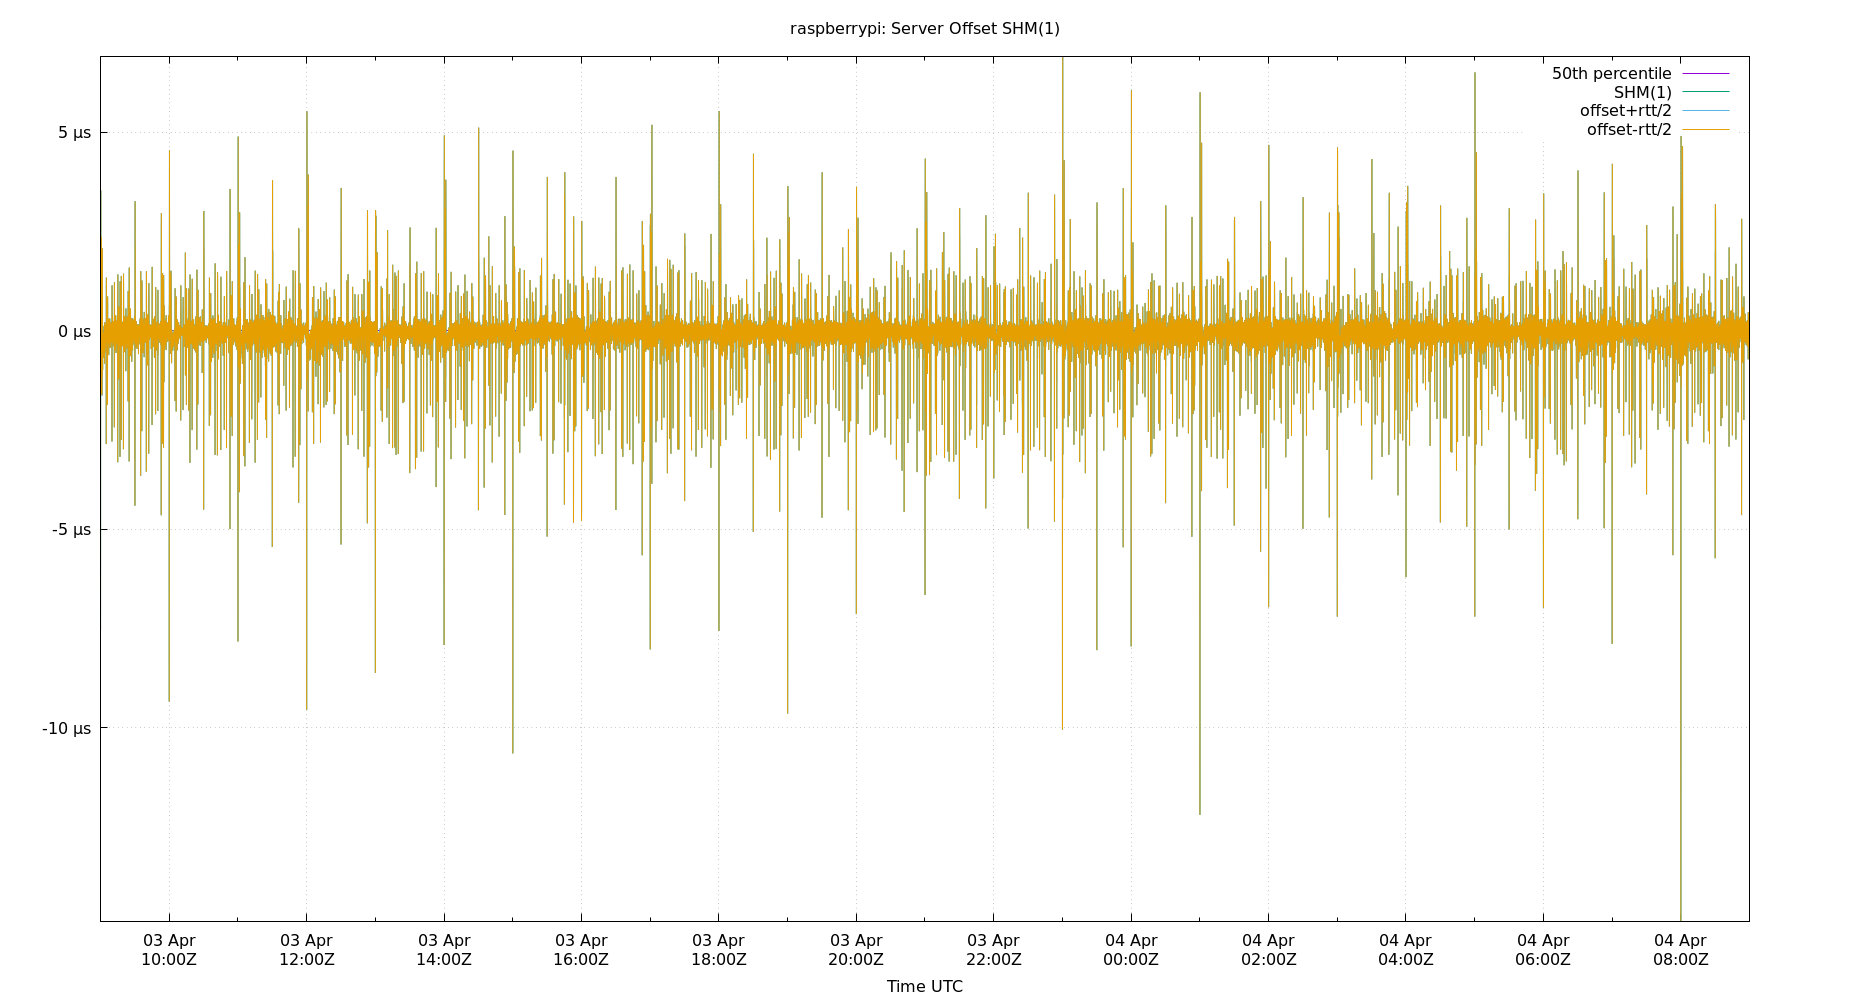 raspberrypi: Server Offset SHM(1)
50th percentile
SHM(1)
offset+rtt/2
offset-rtt/2
5 µs
0 µs
-5 µs
-10 µs
03 Apr 03 Apr 03 Apr 03 Apr 03 Apr 03 Apr 03 Apr 04 Apr 04 Apr 04 Apr 04 Apr 04 Apr
10:00Z 12:00Z 14:00Z 16:00Z 18:00Z 20:00Z 22:00Z 00:00Z 02:00Z 04:00Z 06:00Z 08:00Z
Time UTC